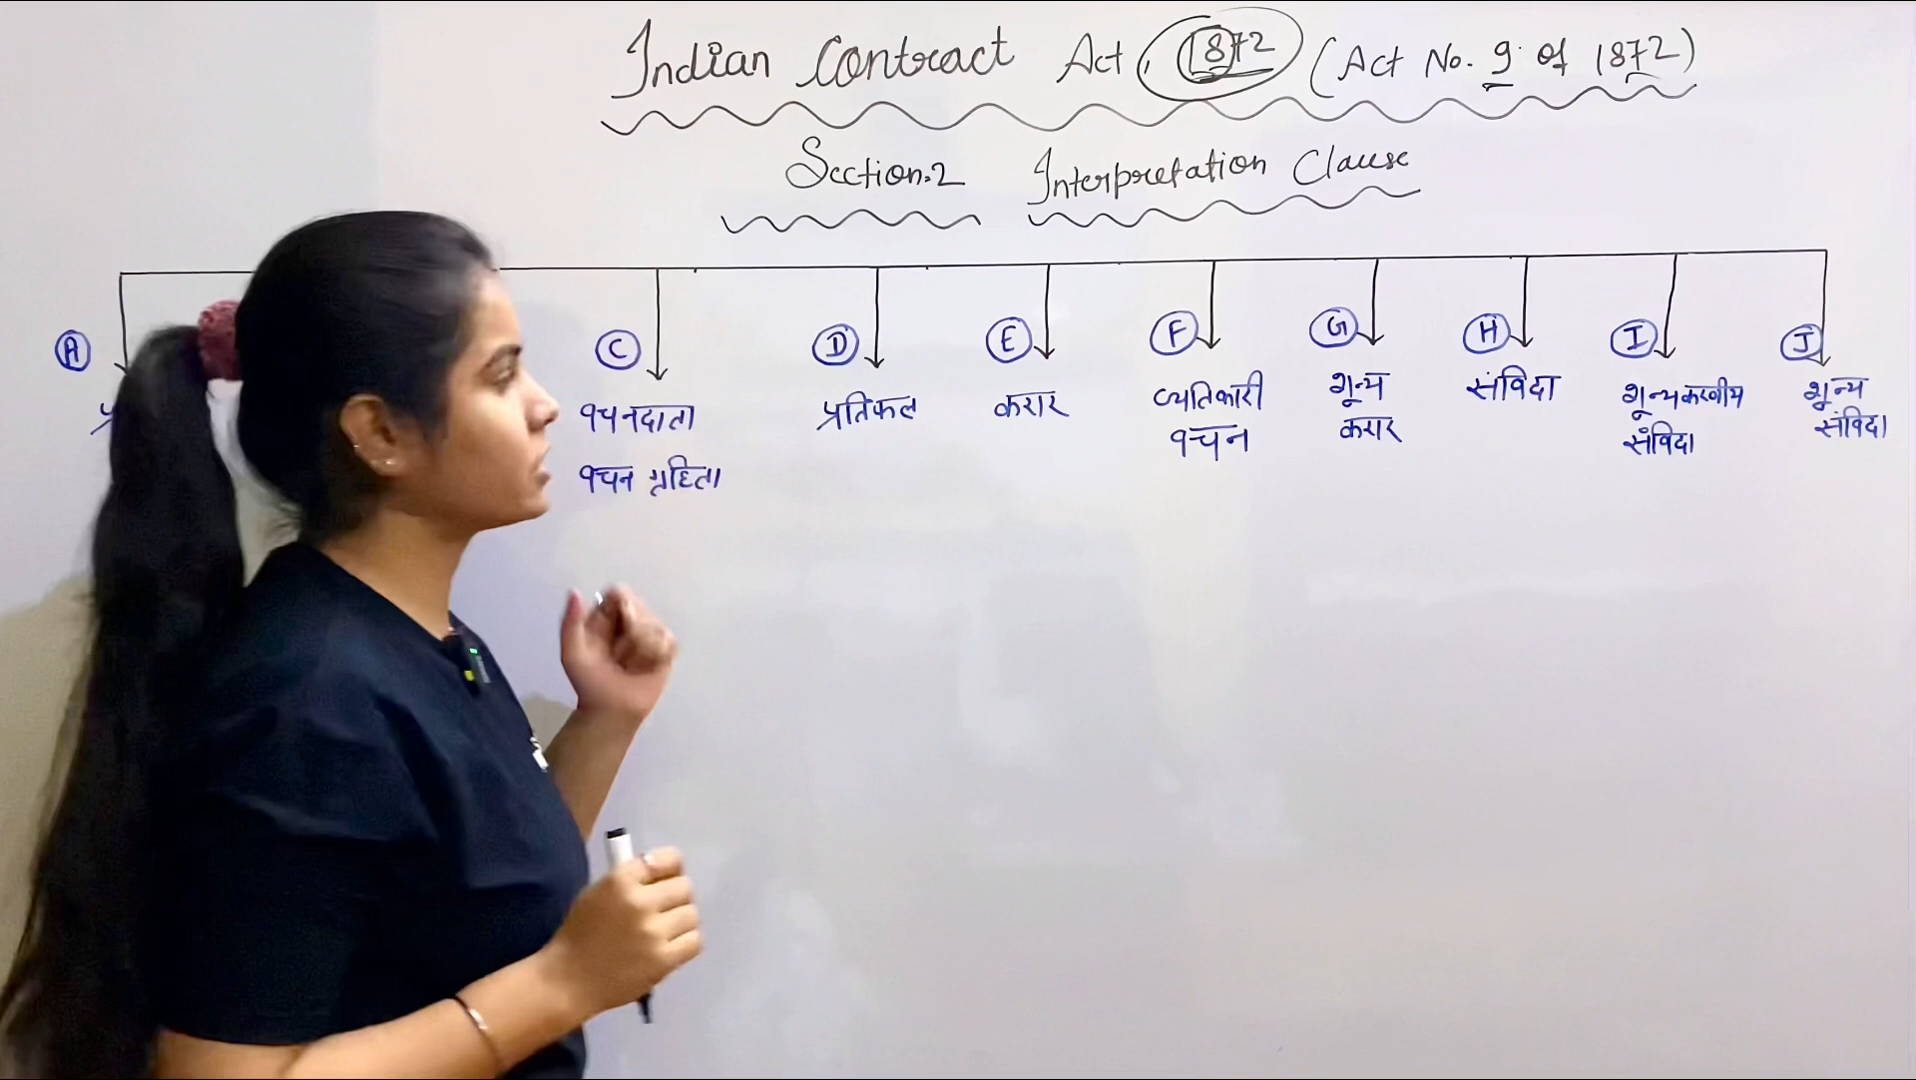 Indian Contract Act, 1872 (Act No. 9 of 1872)
Section.2 Interpretation Clause
A
C
वचनदाता
वचन ग्रहिता
D
प्रतिफल
E
करार
F
व्यतिकारी
वचन
G
शून्य
करार
H
संविदा
I
शून्यकरणीय
संविदा
J
शून्य
संविदा